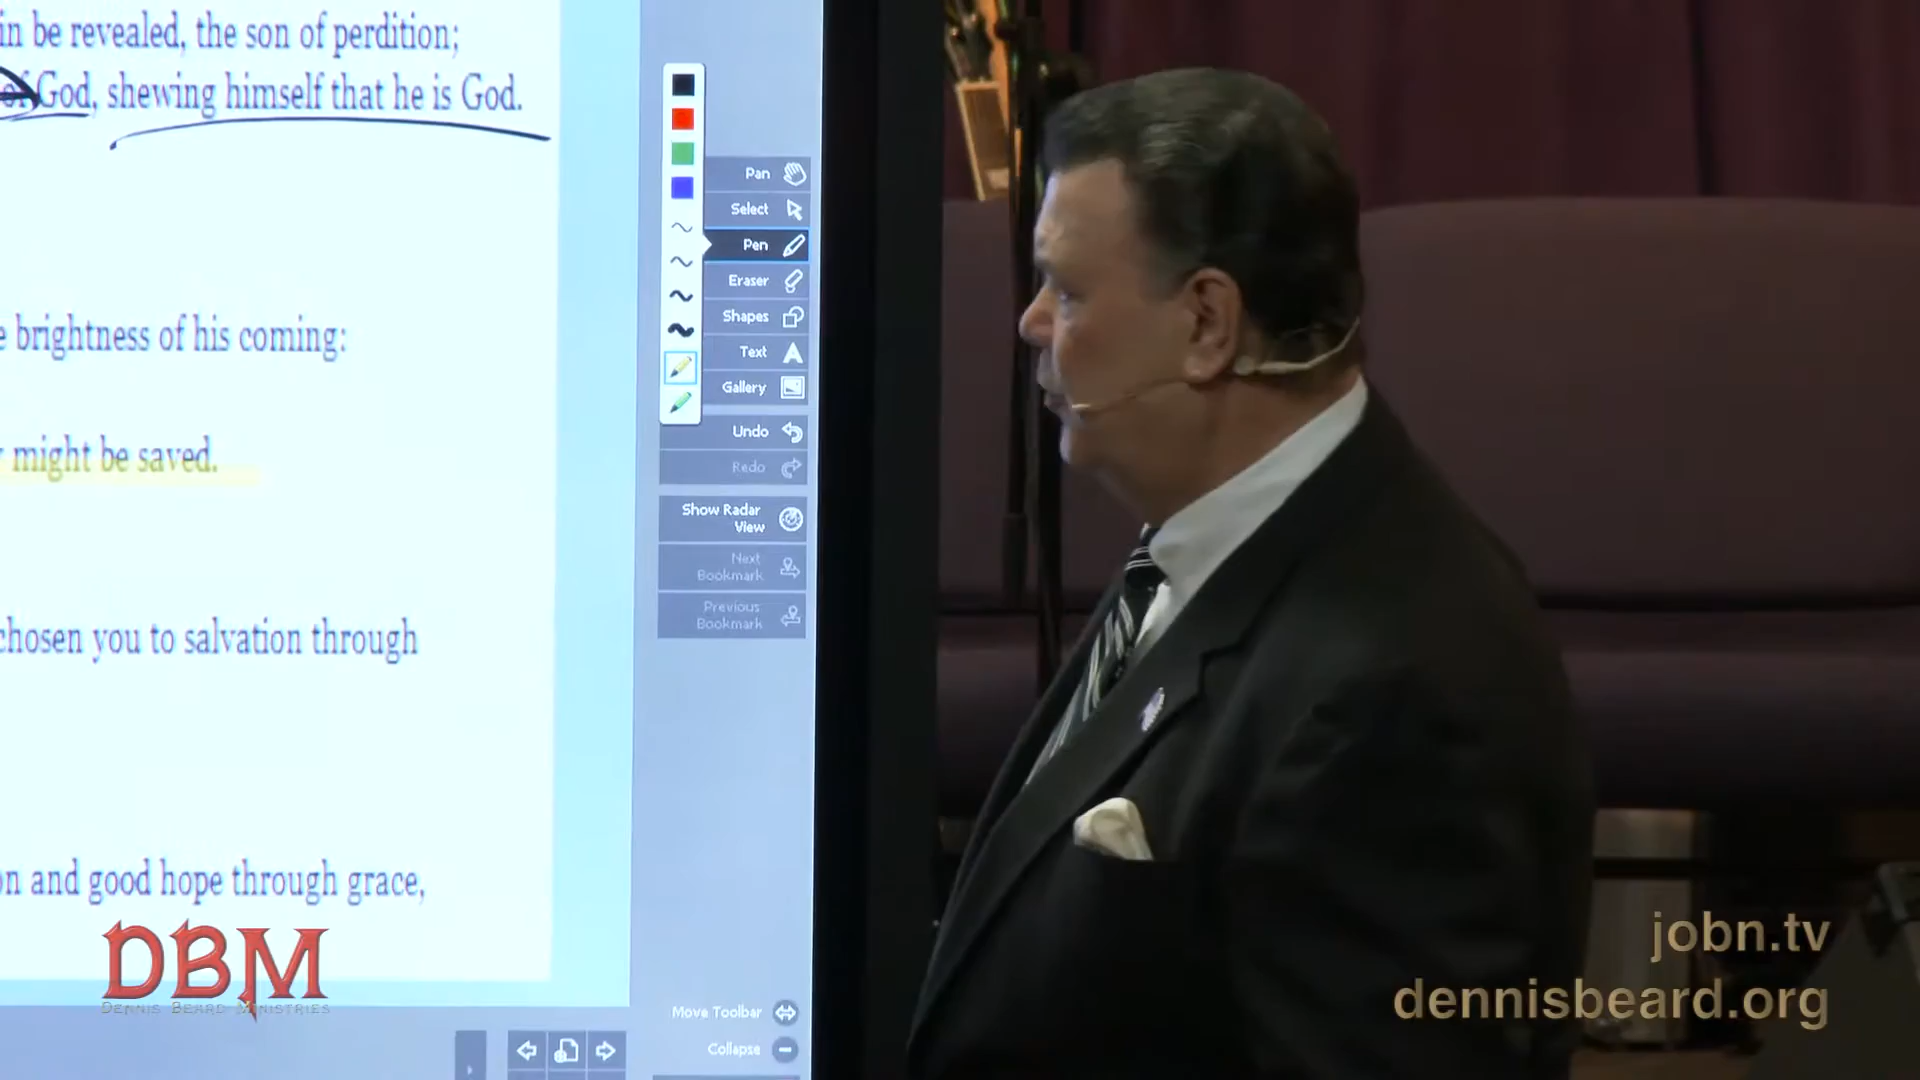 in be revealed, the son of perdition;
of God, shewing himself that he is God.
brightness of his coming:
might be saved.
chosen you to salvation through
and good hope through grace,
Pan
Select
Pen
Eraser
Shapes
Text
Gallery
Undo
Redo
Show Radar
View
Next
Bookmark
Previous
Bookmark
Move Toolbar
Collapse
DBM
DENNIS BEARD MINISTRIES
jobn.tv
dennisbeard.org